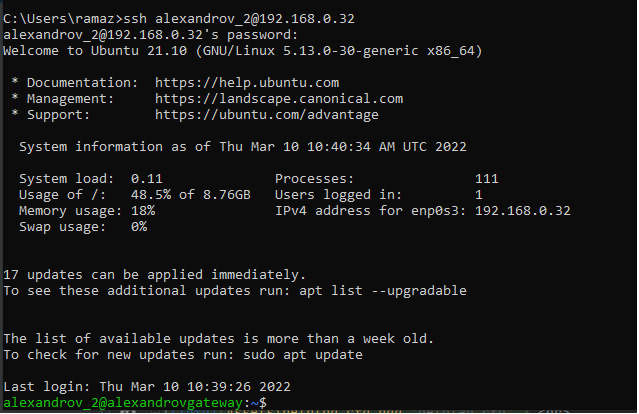 C:\Users\ramaz>ssh alexandrov_2@192.168.0.32
alexandrov_2@192.168.0.32's password:
Welcome to Ubuntu 21.10 (GNU/Linux 5.13.0-30-generic x86_64)

 * Documentation:  https://help.ubuntu.com
 * Management:     https://landscape.canonical.com
 * Support:        https://ubuntu.com/advantage

  System information as of Thu Mar 10 10:40:34 AM UTC 2022

  System load:  0.11               Processes:               111
  Usage of /:   48.5% of 8.76GB   Users logged in:         1
  Memory usage: 18%                IPv4 address for enp0s3: 192.168.0.32
  Swap usage:   0%

17 updates can be applied immediately.
To see these additional updates run: apt list --upgradable

The list of available updates is more than a week old.
To check for new updates run: sudo apt update

Last login: Thu Mar 10 10:39:26 2022
alexandrov_2@alexandrovgateway:~$